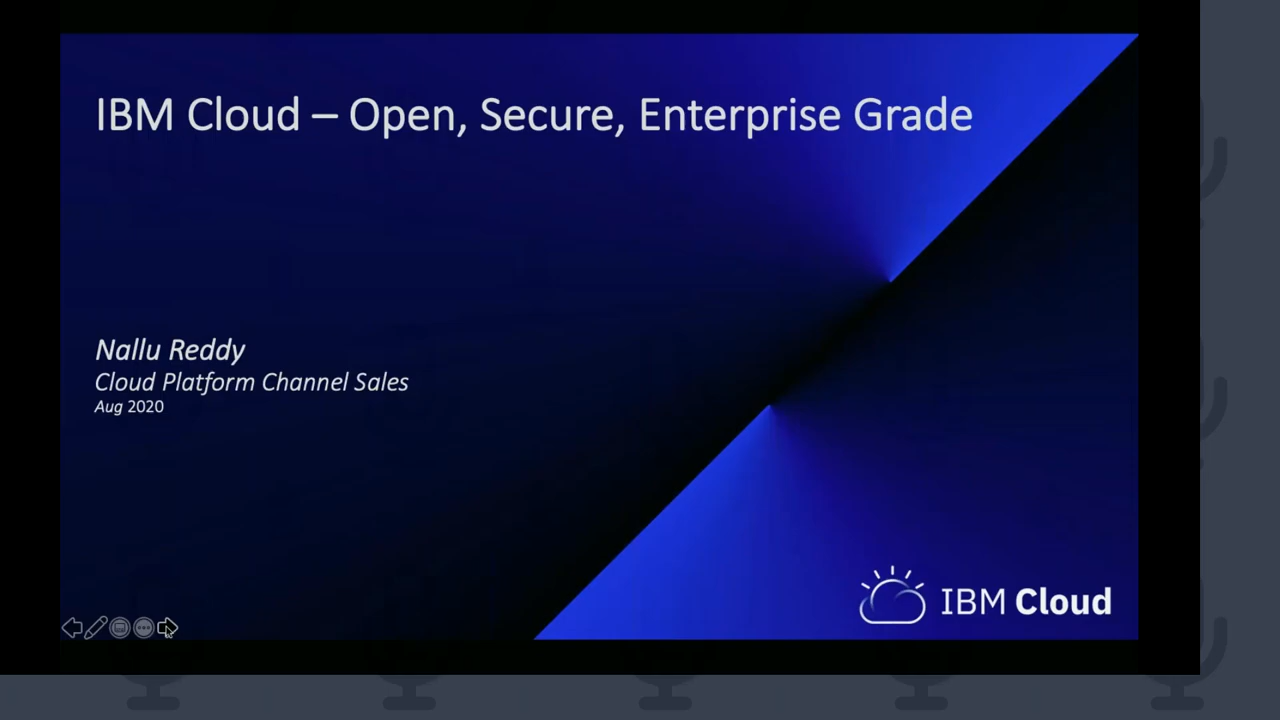 IBM Cloud – Open, Secure, Enterprise Grade
Nallu Reddy
Cloud Platform Channel Sales
Aug 2020
IBM Cloud